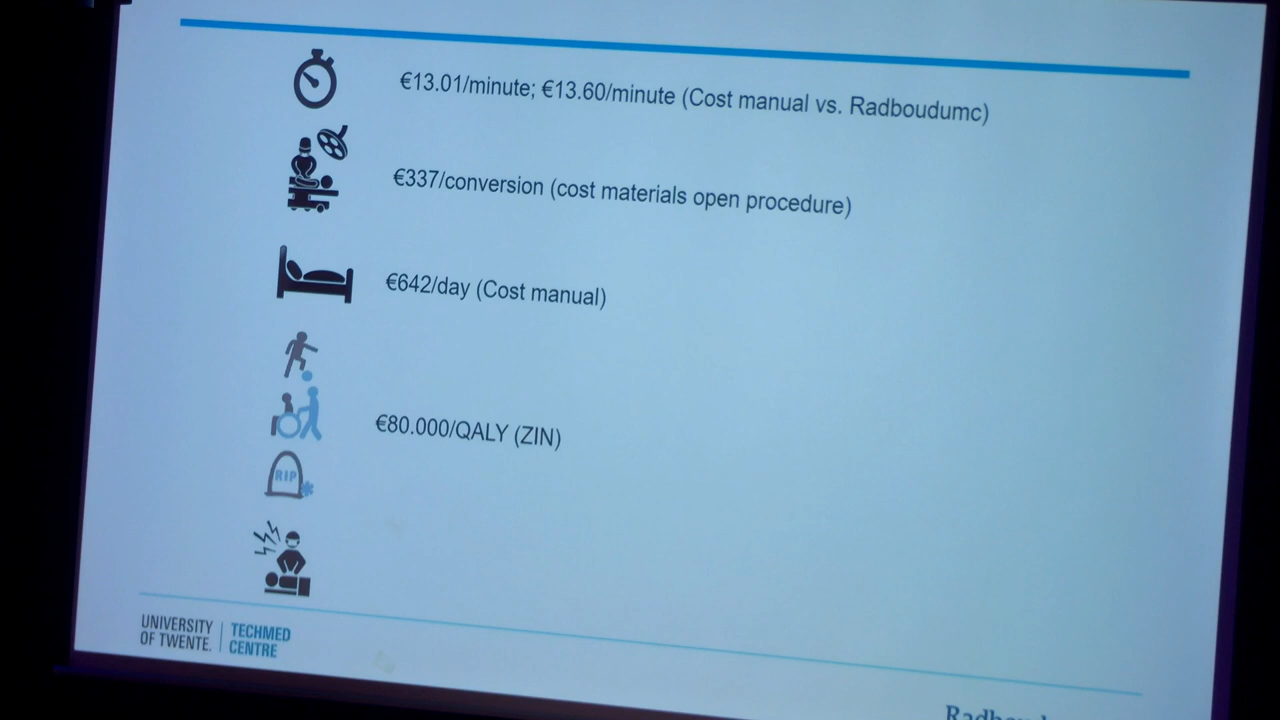 €13.01/minute; €13.60/minute (Cost manual vs. Radboudumc)
€337/conversion (cost materials open procedure)
€642/day (Cost manual)
€80.000/QALY (ZIN)
RIP
UNIVERSITY
OF TWENTE.
TECHMED
CENTRE